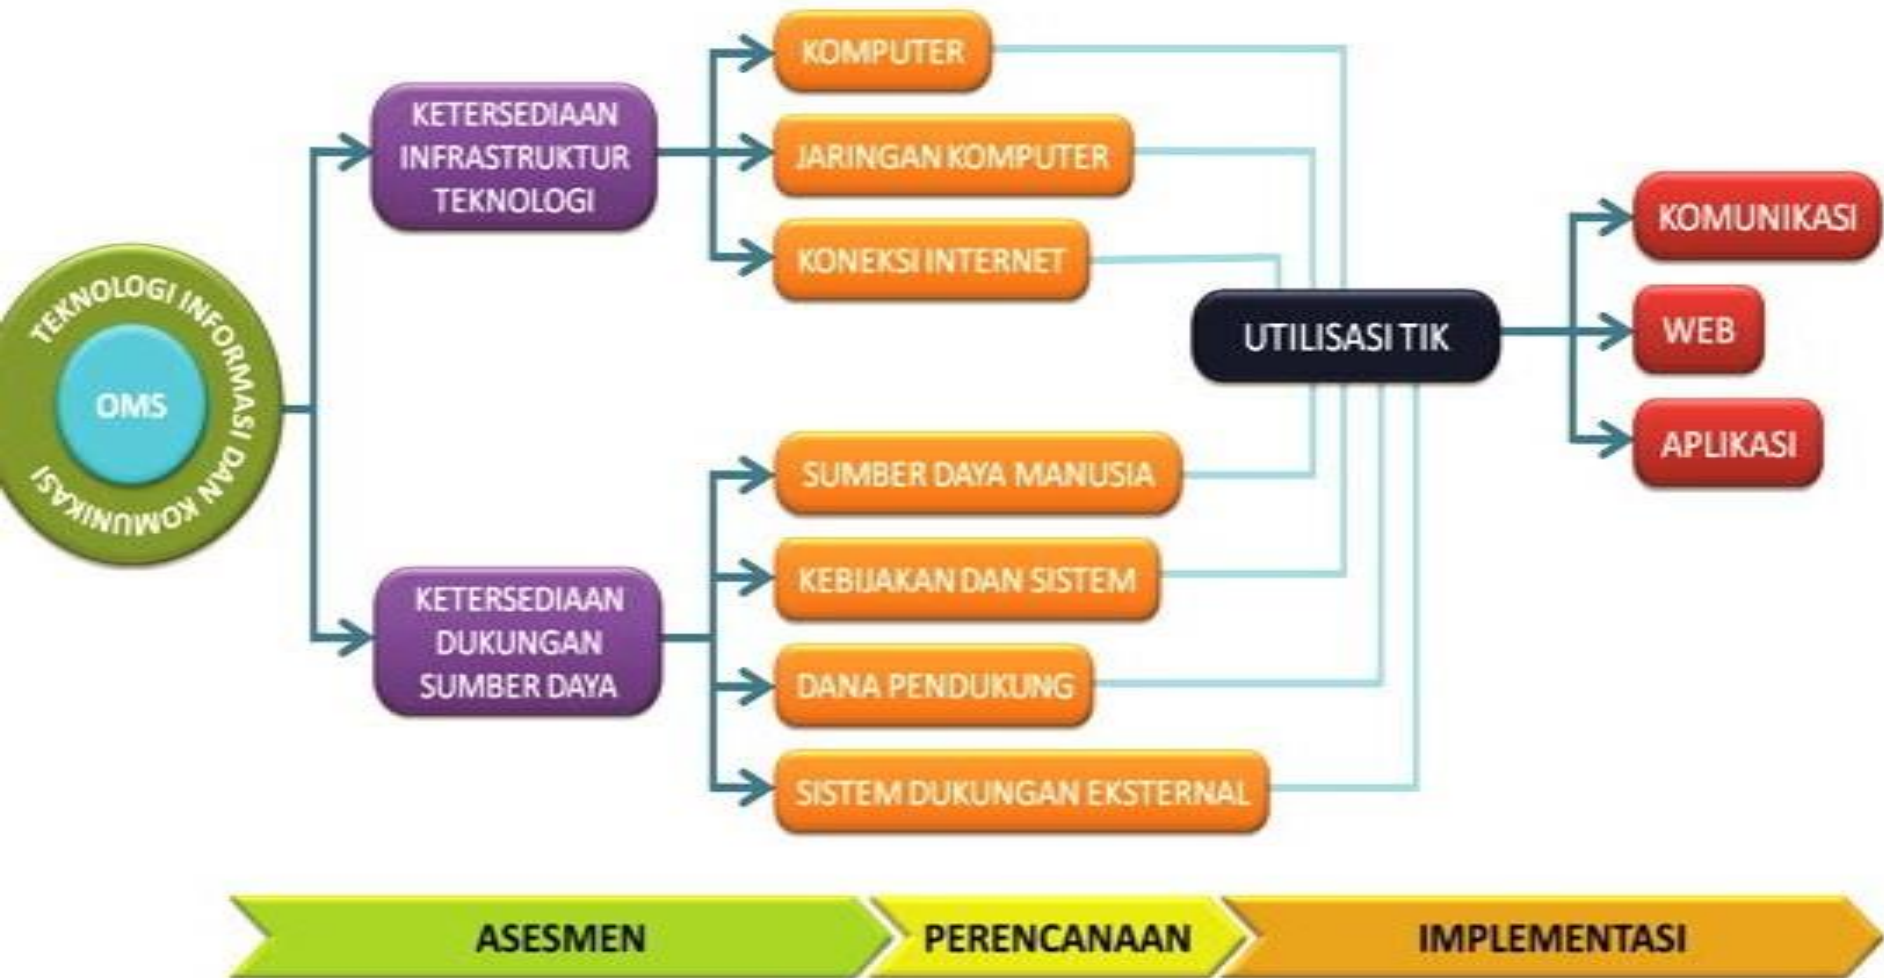 TEKNOLOGI INFORMASI DAN KOMUNIKASI
OMS
KETERSEDIAAN
INFRASTRUKTUR
TEKNOLOGI
KOMPUTER
JARINGAN KOMPUTER
KONEKSI INTERNET
KETERSEDIAAN
DUKUNGAN
SUMBER DAYA
SUMBER DAYA MANUSIA
KEBIJAKAN DAN SISTEM
DANA PENDUKUNG
SISTEM DUKUNGAN EKSTERNAL
UTILISASI TIK
KOMUNIKASI
WEB
APLIKASI
ASESMEN
PERENCANAAN
IMPLEMENTASI